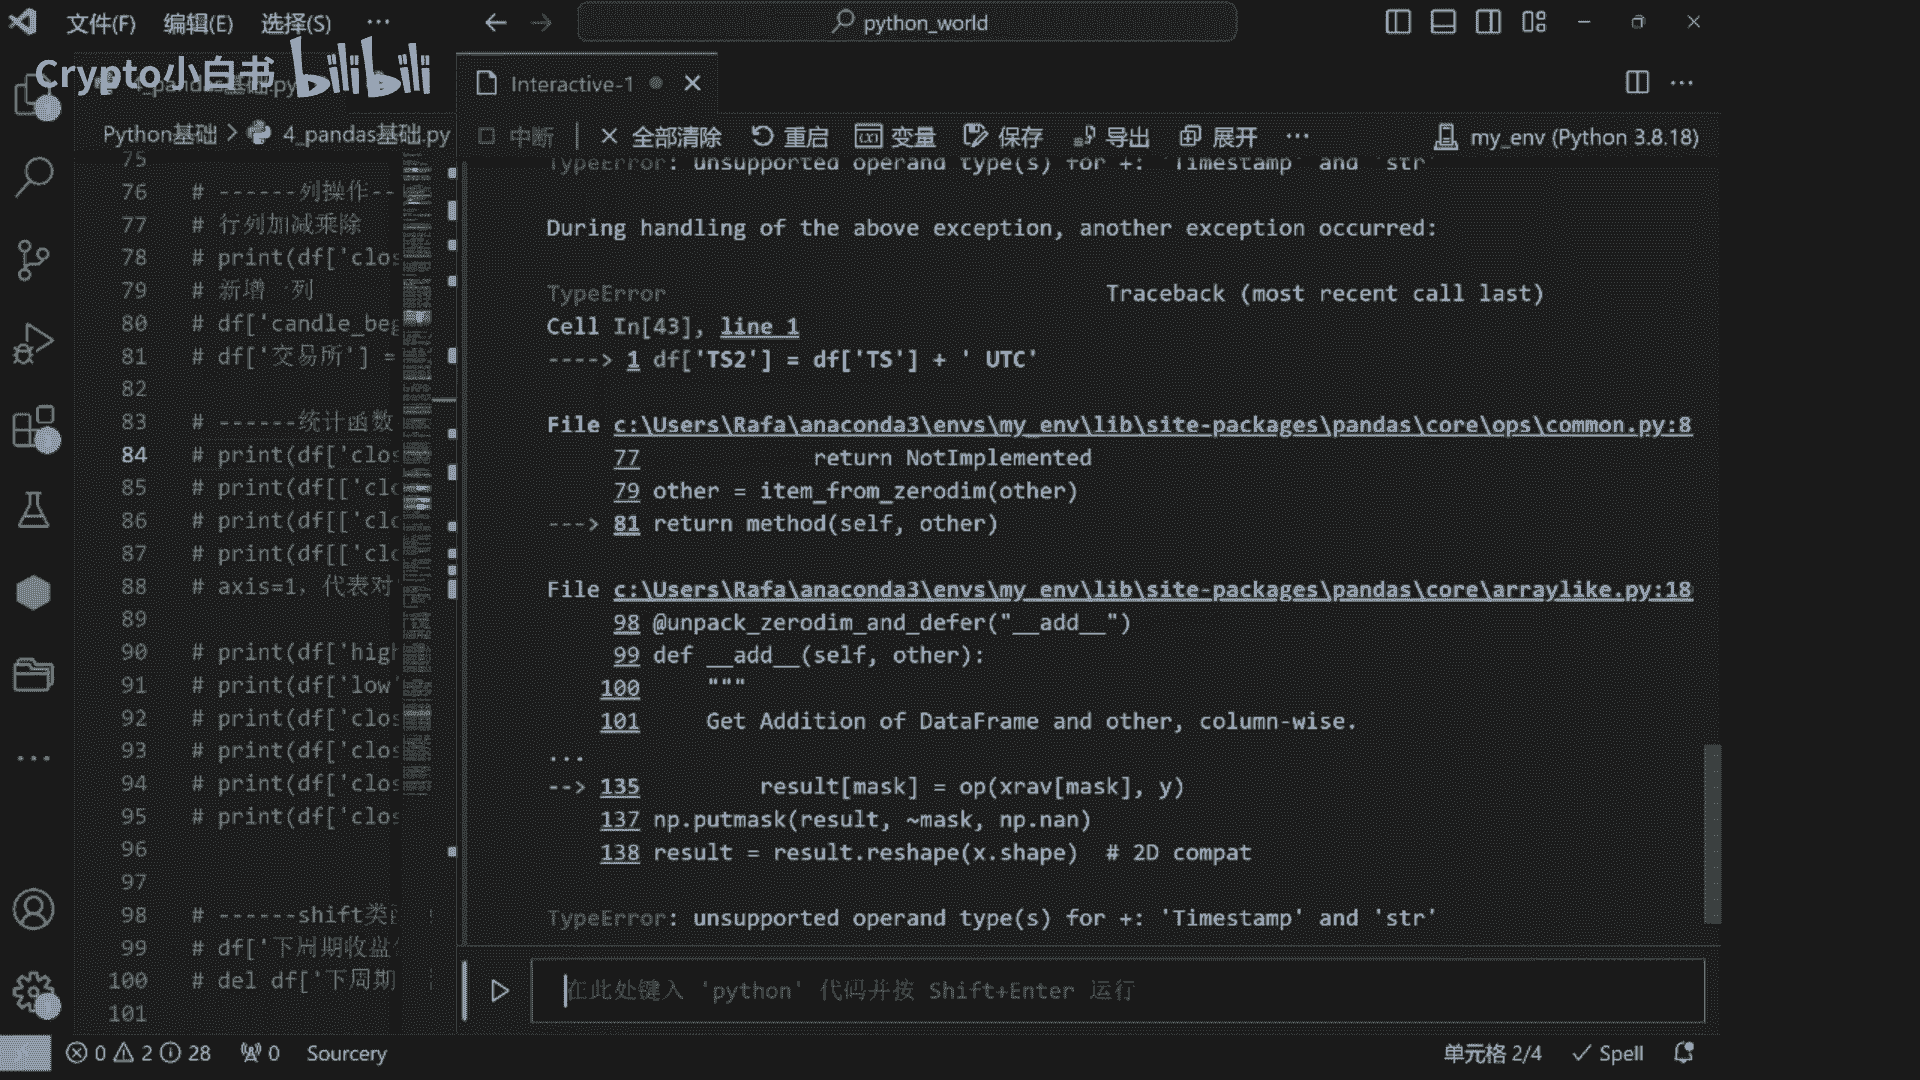 文件(F) 编辑(E) 选择(S) ··· python_world
Crypto小白书 bilibili
Interactive-1
Python基础 > 4_pandas基础.py
中断 全部清除 重启 变量 保存 导出 展开 ··· my_env (Python 3.8.18)
75
76 # ------列操作--
77 # 行列加减乘除
78 # print(df['clos
79 # 新增一列
80 # df['candle_beg
81 # df['交易所'] =
82
83 # ------统计函数
84 # print(df['clos
85 # print(df[['clo
86 # print(df[['clo
87 # print(df[['clo
88 # axis=1，代表对
89
90 # print(df['high
91 # print(df['low'
92 # print(df['clos
93 # print(df['clos
94 # print(df['clos
95 # print(df['clos
96
97
98 # ------shift类
99 # df['下周期收盘
100 # del df['下周期
101
TypeError: unsupported operand type(s) for +: 'Timestamp' and 'str'
During handling of the above exception, another exception occurred:
TypeError Traceback (most recent call last)
Cell In[43], line 1
----> 1 df['TS2'] = df['TS'] + ' UTC'
File c:\Users\Rafa\anaconda3\envs\my_env\lib\site-packages\pandas\core\ops\common.py:8
77 return NotImplemented
79 other = item_from_zerodim(other)
---> 81 return method(self, other)
File c:\Users\Rafa\anaconda3\envs\my_env\lib\site-packages\pandas\core\arraylike.py:18
98 @unpack_zerodim_and_defer("__add__")
99 def __add__(self, other):
100 """
101 Get Addition of DataFrame and other, column-wise.
...
--> 135 result[mask] = op(xrav[mask], y)
137 np.putmask(result, ~mask, np.nan)
138 result = result.reshape(x.shape) # 2D compat
TypeError: unsupported operand type(s) for +: 'Timestamp' and 'str'
在此处键入 'python' 代码并按 Shift+Enter 运行
0 2 28 0 Sourcery 单元格 2/4 Spell